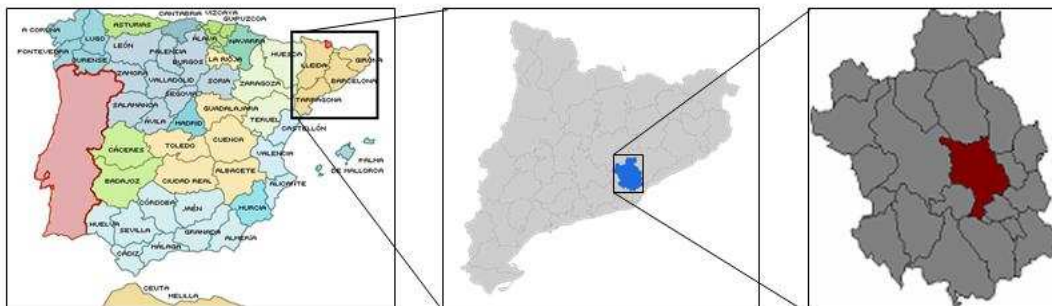 CANTABRIA
VIZCAYA
GUIPUZCOA
A CORUNA
ASTURIAS
LUGO
ALAVA
NAVARRA
PONTEVEDRA
LEÓN
PALENCIA
BURGOS
LA RIOJA
HUESCA
OURENSE
LLEIDA
GIRONA
ZAMORA
VALLADOLID
SORIA
ZARAGOZA
BARCELONA
SEGOVIA
TARRAGONA
SALAMANCA
GUADALAJARA
AVILA
MADRID
TERUEL
CASTELLÓN
CÁCERES
TOLEDO
CUENCA
VALENCIA
PALMA
DE MALLORCA
BADAJOZ
CIUDAD REAL
ALBACETE
ALICANTE
CÓRDOBA
JAÉN
MURCIA
HUELVA
SEVILLA
GRANADA
ALMERÍA
CÁDIZ
MÁLAGA
CEUTA
MELILLA